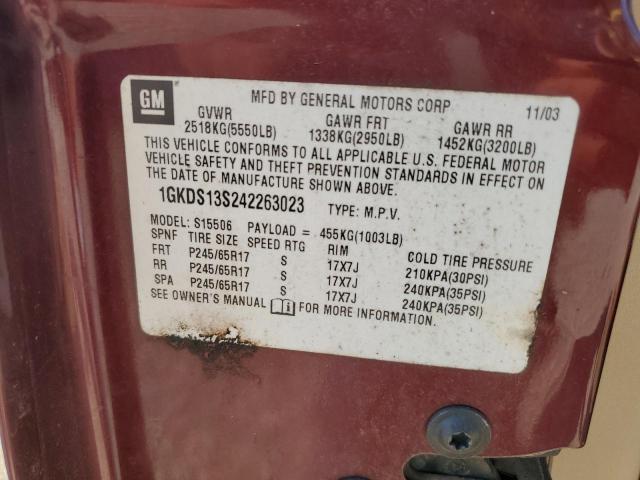 GM
MFD BY GENERAL MOTORS CORP 11/03
GVWR GAWR FRT GAWR RR
2518KG(5550LB) 1338KG(2950LB) 1452KG(3200LB)
THIS VEHICLE CONFORMS TO ALL APPLICABLE U.S. FEDERAL MOTOR
VEHICLE SAFETY AND THEFT PREVENTION STANDARDS IN EFFECT ON
THE DATE OF MANUFACTURE SHOWN ABOVE.
1GKDS13S242263023 TYPE: M.P.V.
MODEL: S15506 PAYLOAD = 455KG(1003LB)
SPNF TIRE SIZE SPEED RTG RIM COLD TIRE PRESSURE
FRT P245/65R17 S 17X7J 210KPA(30PSI)
RR P245/65R17 S 17X7J 240KPA(35PSI)
SPA P245/65R17 S 17X7J 240KPA(35PSI)
SEE OWNER'S MANUAL FOR MORE INFORMATION.